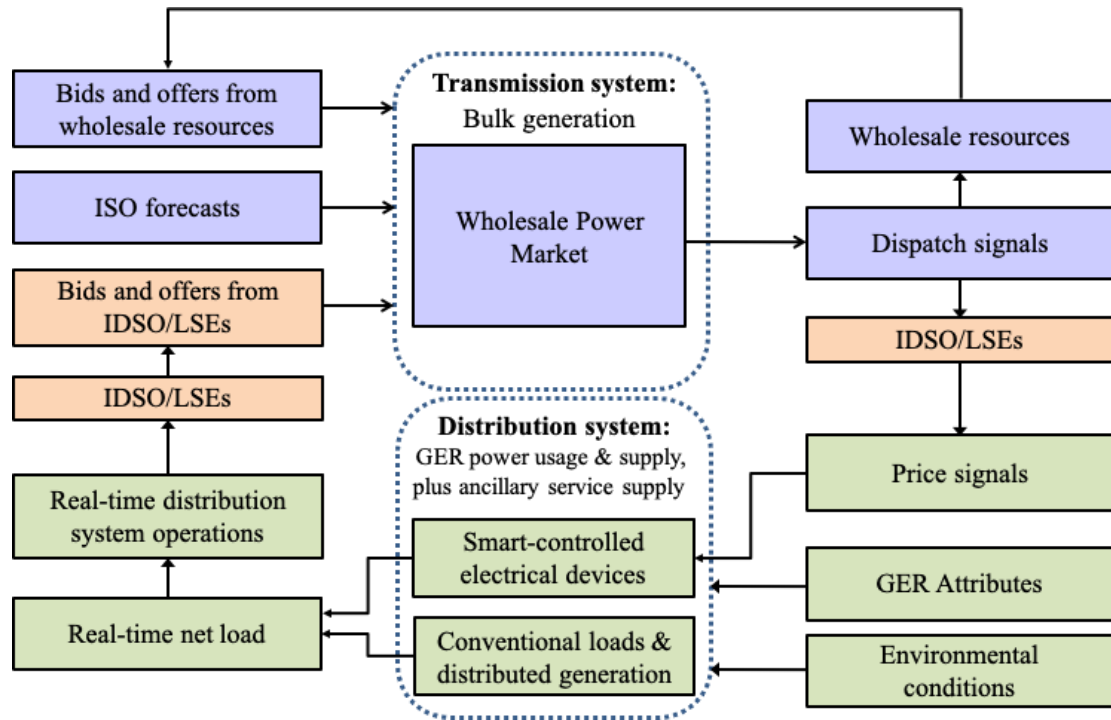 Bids and offers from
wholesale resources
ISO forecasts
Bids and offers from
IDSO/LSEs
IDSO/LSEs
Real-time distribution
system operations
Real-time net load
Transmission system:
Bulk generation
Wholesale Power
Market
Distribution system:
GER power usage & supply,
plus ancillary service supply
Smart-controlled
electrical devices
Conventional loads &
distributed generation
Wholesale resources
Dispatch signals
IDSO/LSEs
Price signals
GER Attributes
Environmental
conditions